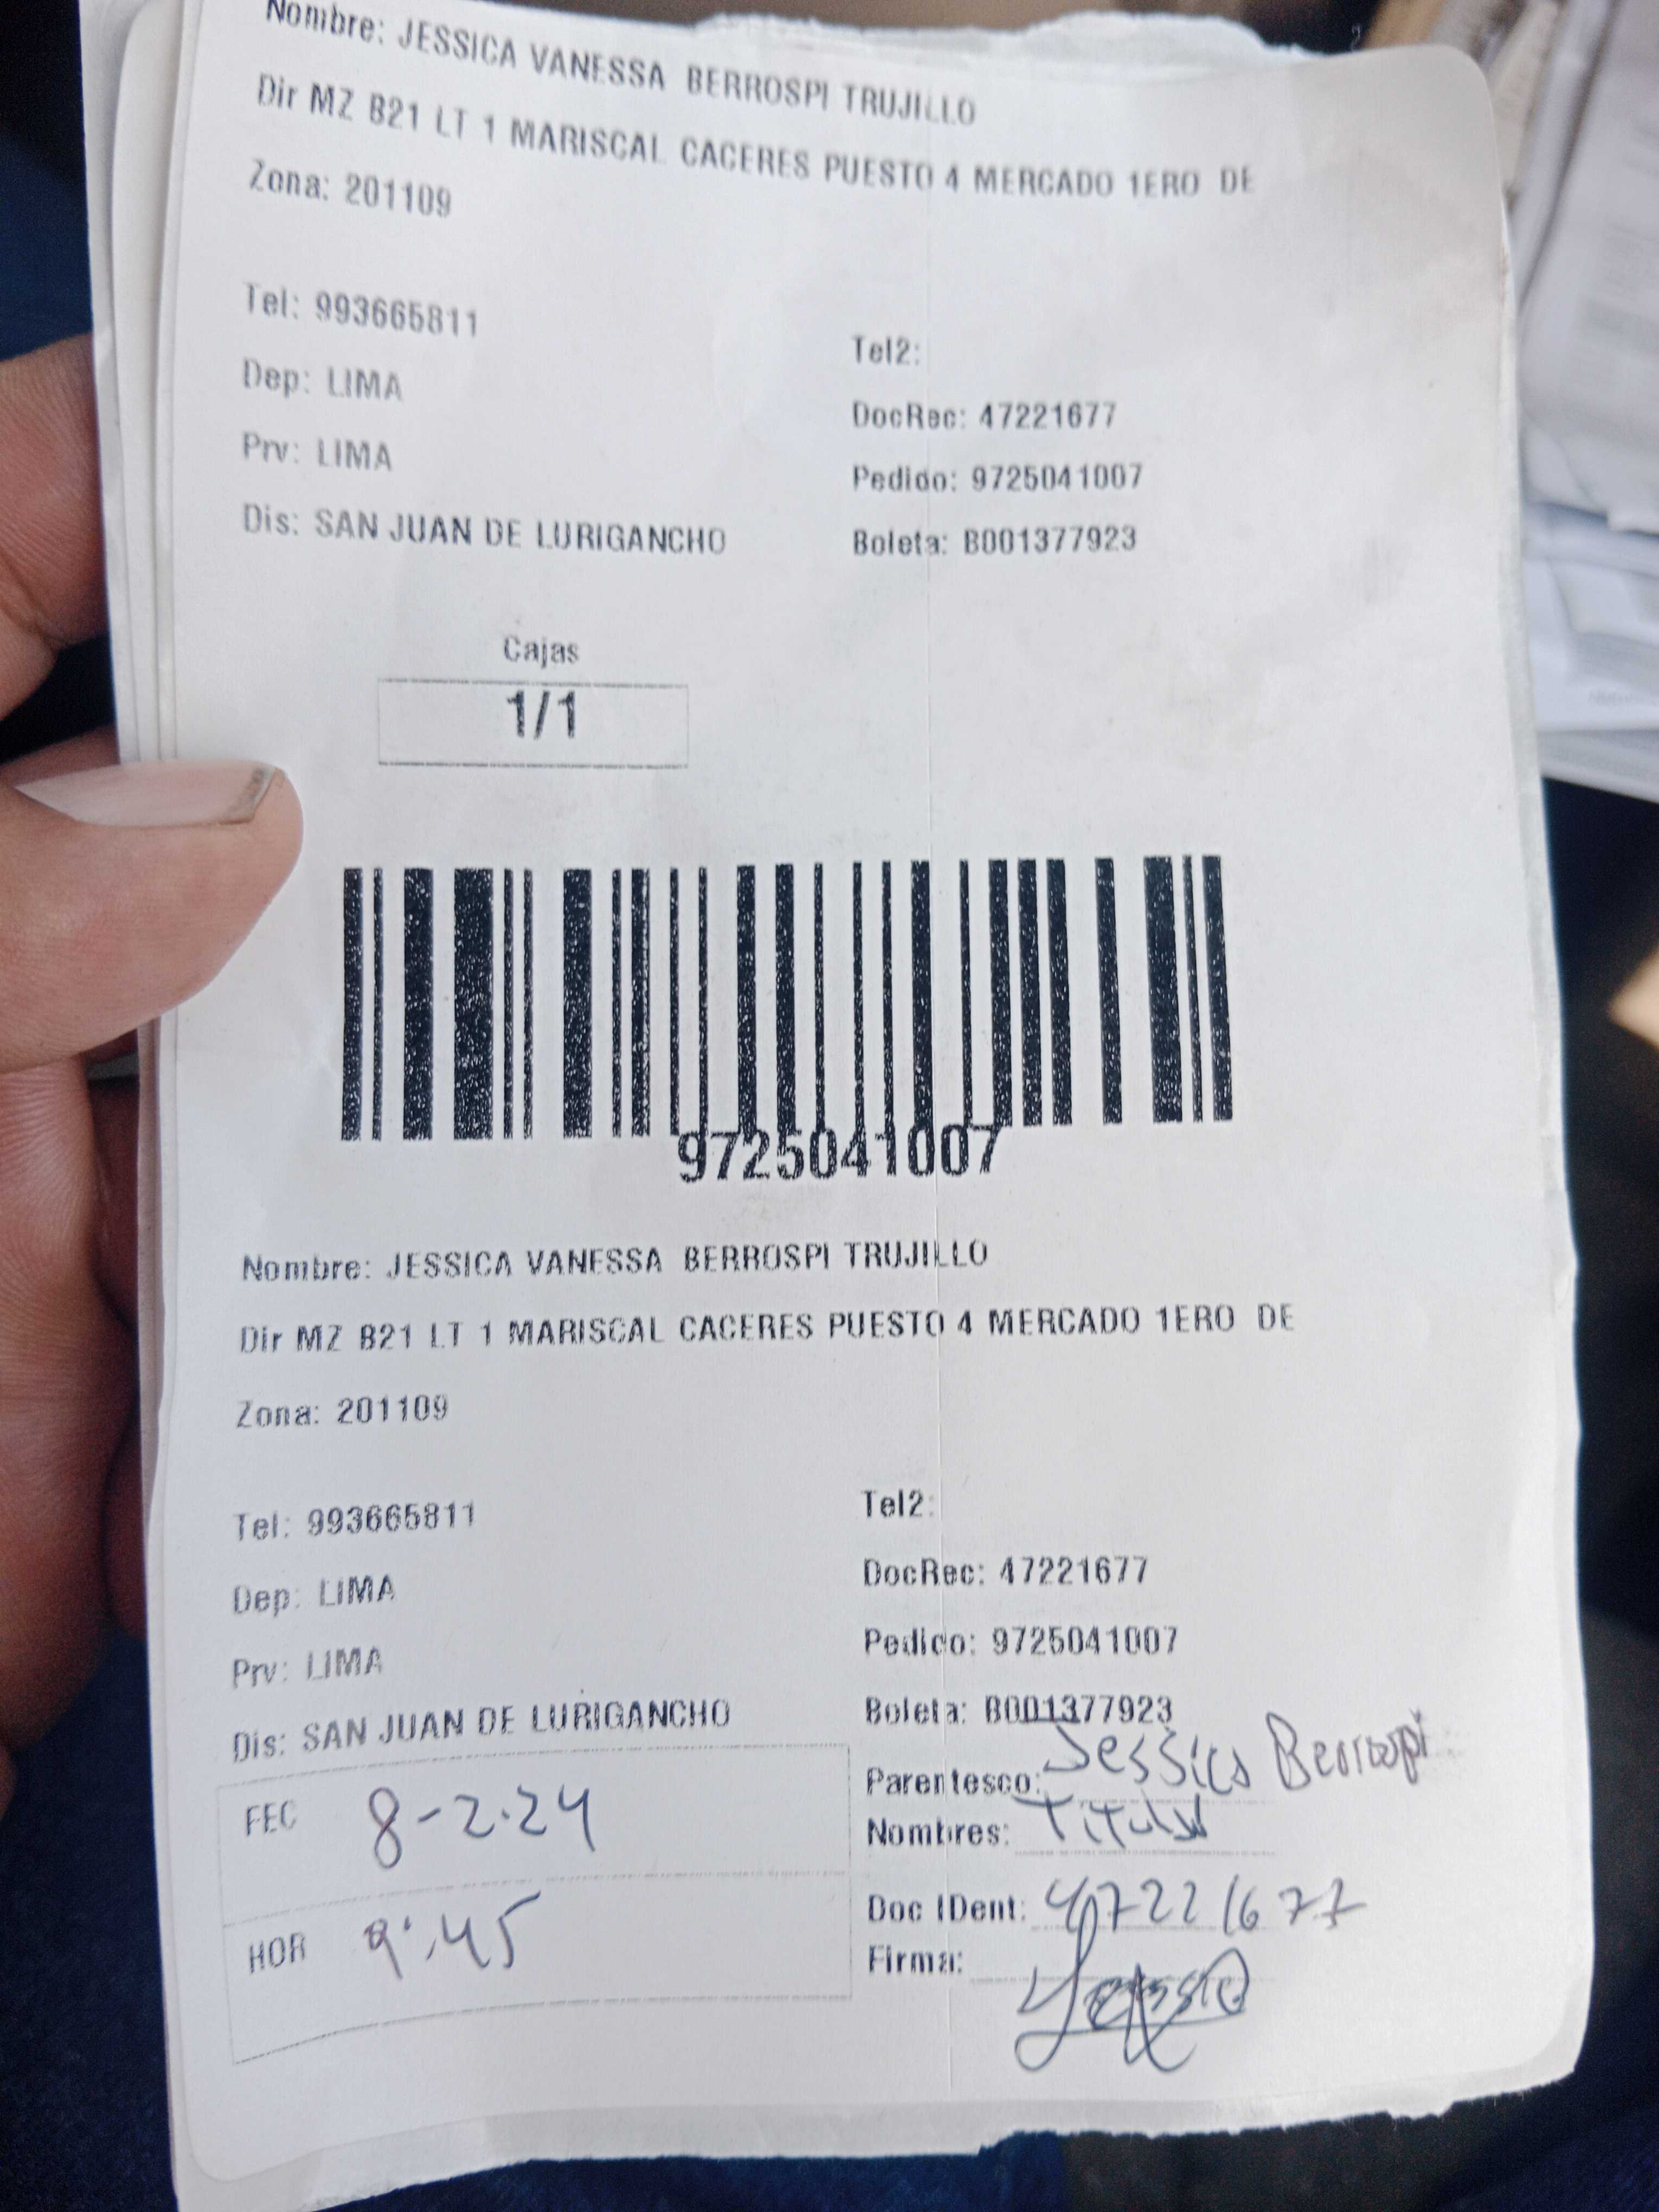 Nombre: JESSICA VANESSA BERROSPI TRUJILLO
Dir MZ B21 LT 1 MARISCAL CACERES PUESTO 4 MERCADO 1ERO DE
Zona: 201109
Tel: 993665811
Tel2:
Dep: LIMA
DocRec: 47221677
Prv: LIMA
Pedido: 9725041007
Dis: SAN JUAN DE LURIGANCHO
Boleta: B001377923
Cajas
1/1
9725041007
Nombre: JESSICA VANESSA BERROSPI TRUJILLO
Dir MZ B21 LT 1 MARISCAL CACERES PUESTO 4 MERCADO 1ERO DE
Zona: 201109
Tel: 993665811
Tel2:
Dep: LIMA
DocRec: 47221677
Prv: LIMA
Pedido: 9725041007
Dis: SAN JUAN DE LURIGANCHO
Boleta: B001377923
Parentesco: Jessica Berrospi
FEC 8-2-24
Nombres: Titular
HOR 9:45
Doc IDent: 47221677
Firma: